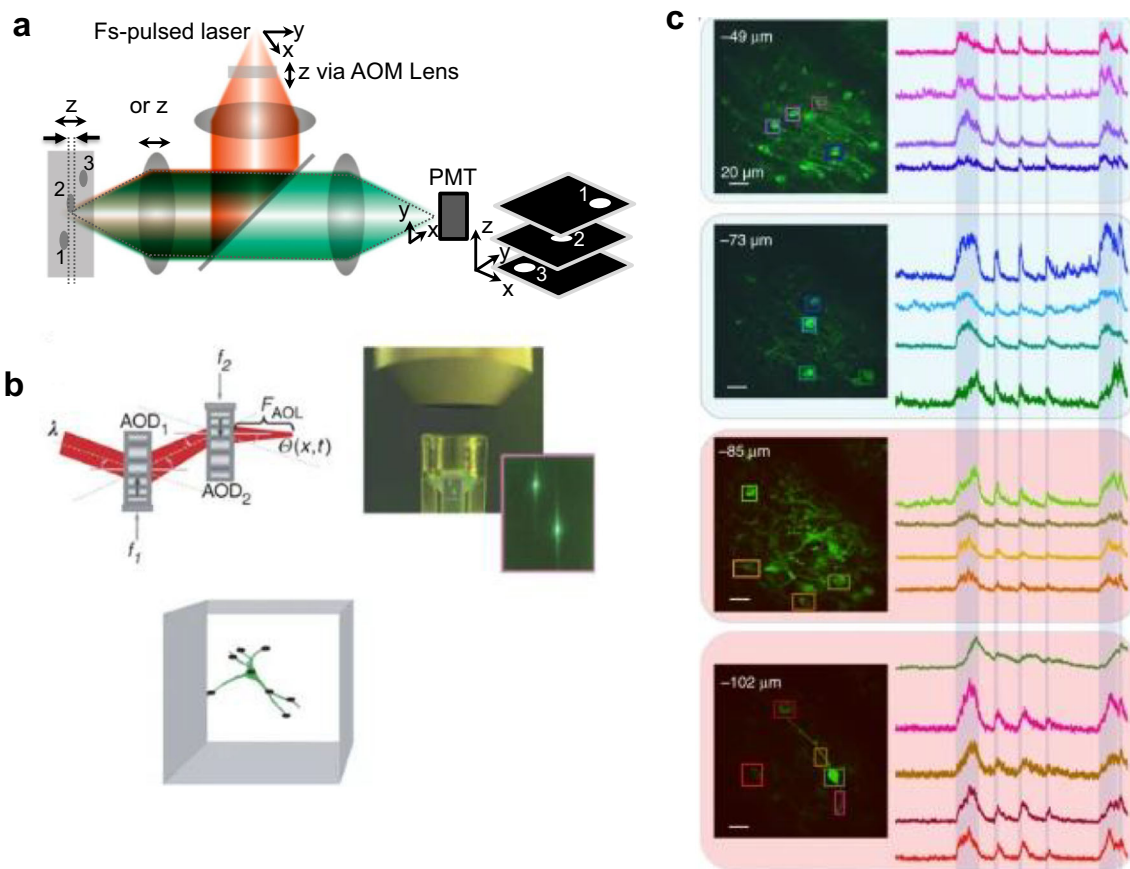 a
Fs-pulsed laser
y
x
z via AOM Lens
or z
z
3
2
1
PMT
y
x
z
y
x
1
2
3
b
f2
AOD1
FAOL
λ
Θ(x,t)
AOD2
f1
c
–49 μm
20 μm
–73 μm
–85 μm
–102 μm